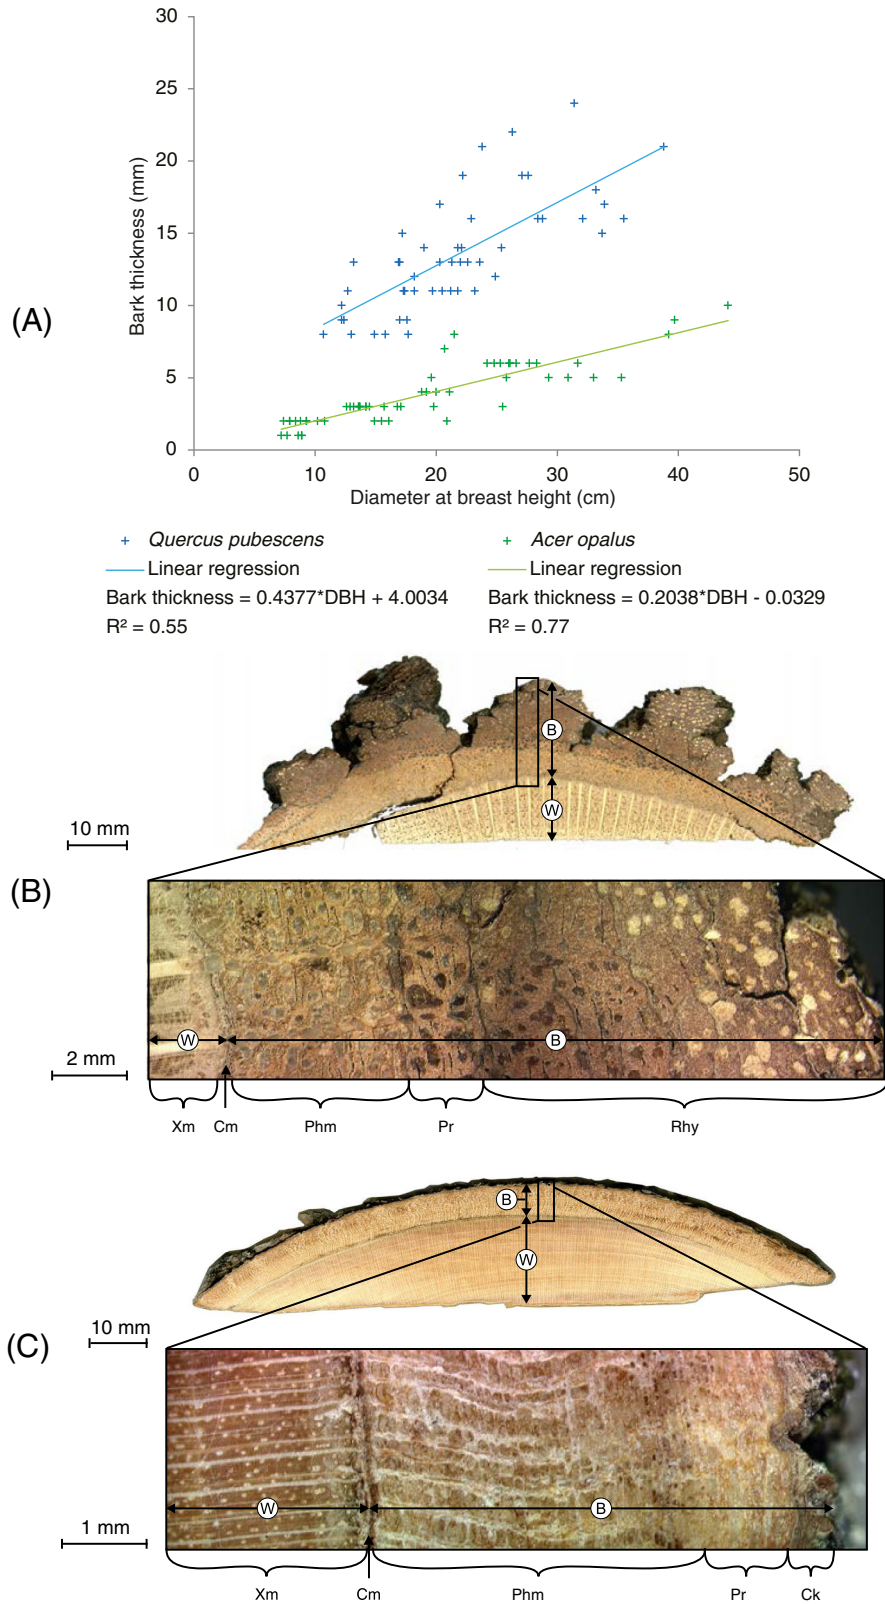 30
25
20
15
10
5
0
Bark thickness (mm)
(A)
0 10 20 30 40 50
Diameter at breast height (cm)
Quercus pubescens
Linear regression
Bark thickness = 0.4377*DBH + 4.0034
R² = 0.55
Acer opalus
Linear regression
Bark thickness = 0.2038*DBH - 0.0329
R² = 0.77
B
W
10 mm
(B)
W
B
2 mm
Xm Cm Phm Pr Rhy
B
W
10 mm
(C)
W
B
1 mm
Xm Cm Phm Pr Ck